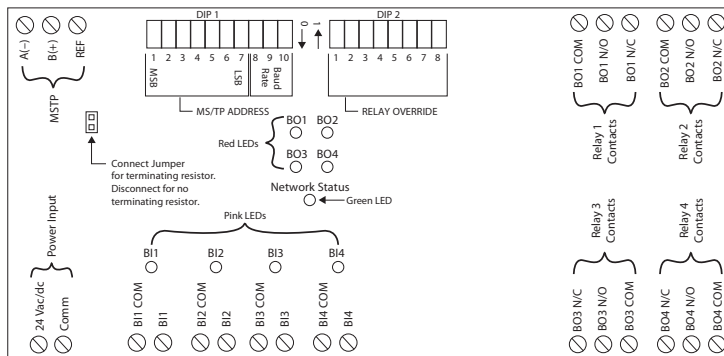 DIP 1
DIP 2
0
1
A(–)
B(+)
REF
MSTP
1 2 3 4 5 6 7 8 9 10
MSB
LSB
Baud
Rate
MS/TP ADDRESS
1 2 3 4 5 6 7 8
RELAY OVERRIDE
BO1 COM
BO1 N/O
BO1 N/C
BO2 COM
BO2 N/O
BO2 N/C
Relay 1
Contacts
Relay 2
Contacts
BO1
BO2
Red LEDs
BO3
BO4
Connect Jumper
for terminating resistor.
Disconnect for no
terminating resistor.
Network Status
Green LED
Pink LEDs
Power Input
24 Vac/dc
Comm
BI1
BI2
BI3
BI4
BI1 COM
BI1
BI2 COM
BI2
BI3 COM
BI3
BI4 COM
BI4
Relay 3
Contacts
Relay 4
Contacts
BO3 N/C
BO3 N/O
BO3 COM
BO4 N/C
BO4 N/O
BO4 COM